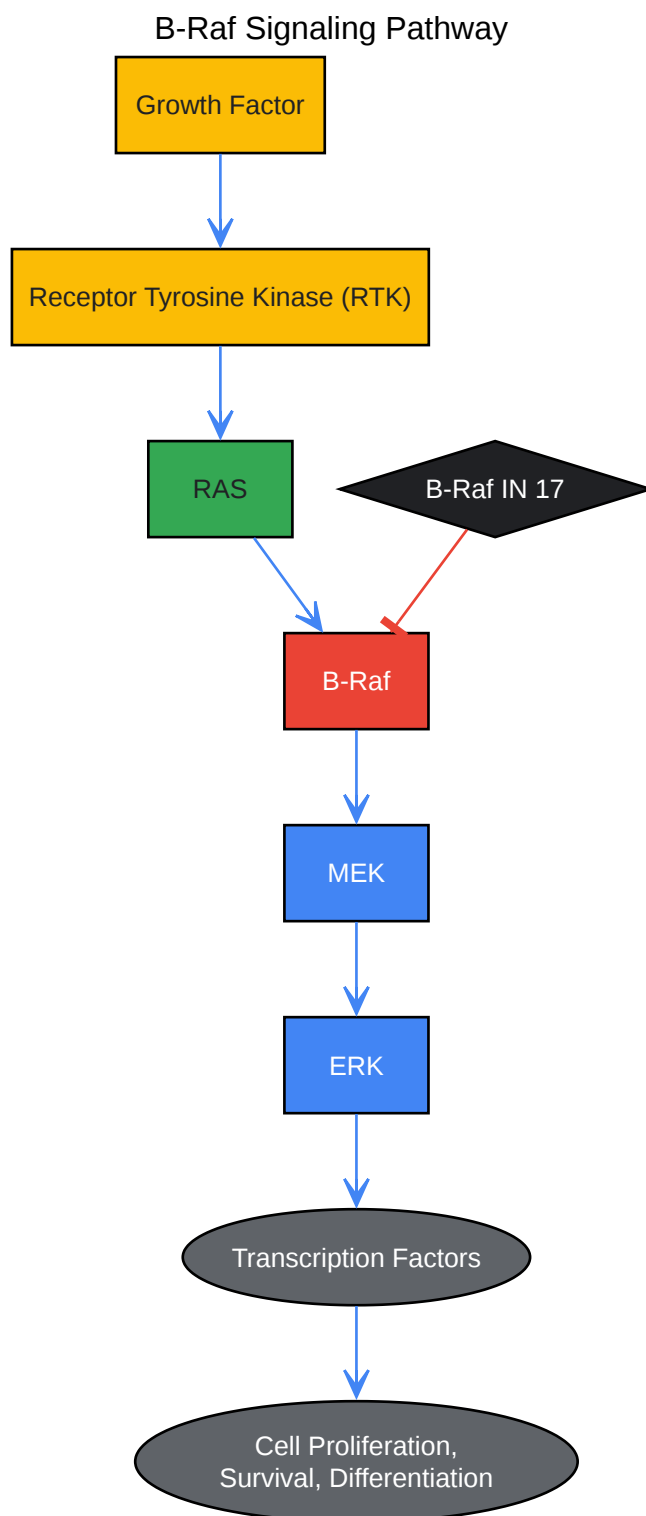 B-Raf Signaling Pathway
Growth Factor
Receptor Tyrosine Kinase (RTK)
RAS
B-Raf IN 17
B-Raf
MEK
ERK
Transcription Factors
Cell Proliferation,
Survival, Differentiation